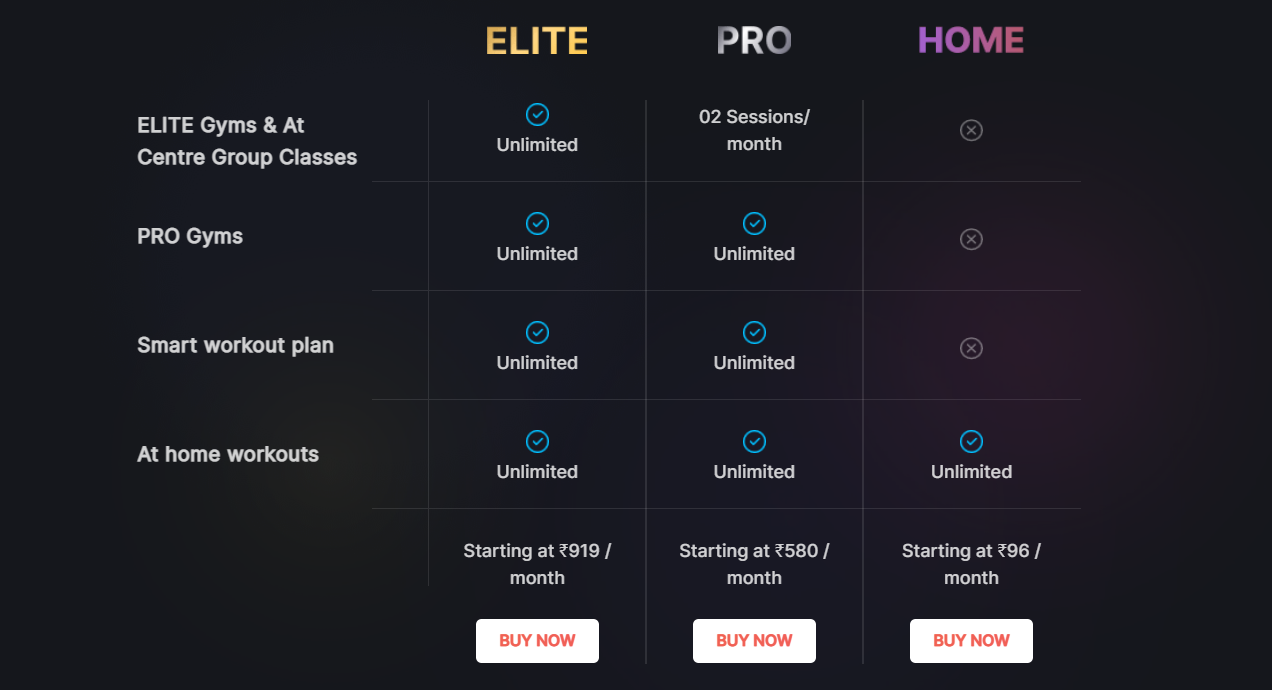 ELITE PRO HOME
ELITE Gyms & At
Centre Group Classes
Unlimited
02 Sessions/
month
PRO Gyms
Unlimited Unlimited
Smart workout plan
Unlimited Unlimited
At home workouts
Unlimited Unlimited Unlimited
Starting at ₹919 /
month
Starting at ₹580 /
month
Starting at ₹96 /
month
BUY NOW BUY NOW BUY NOW